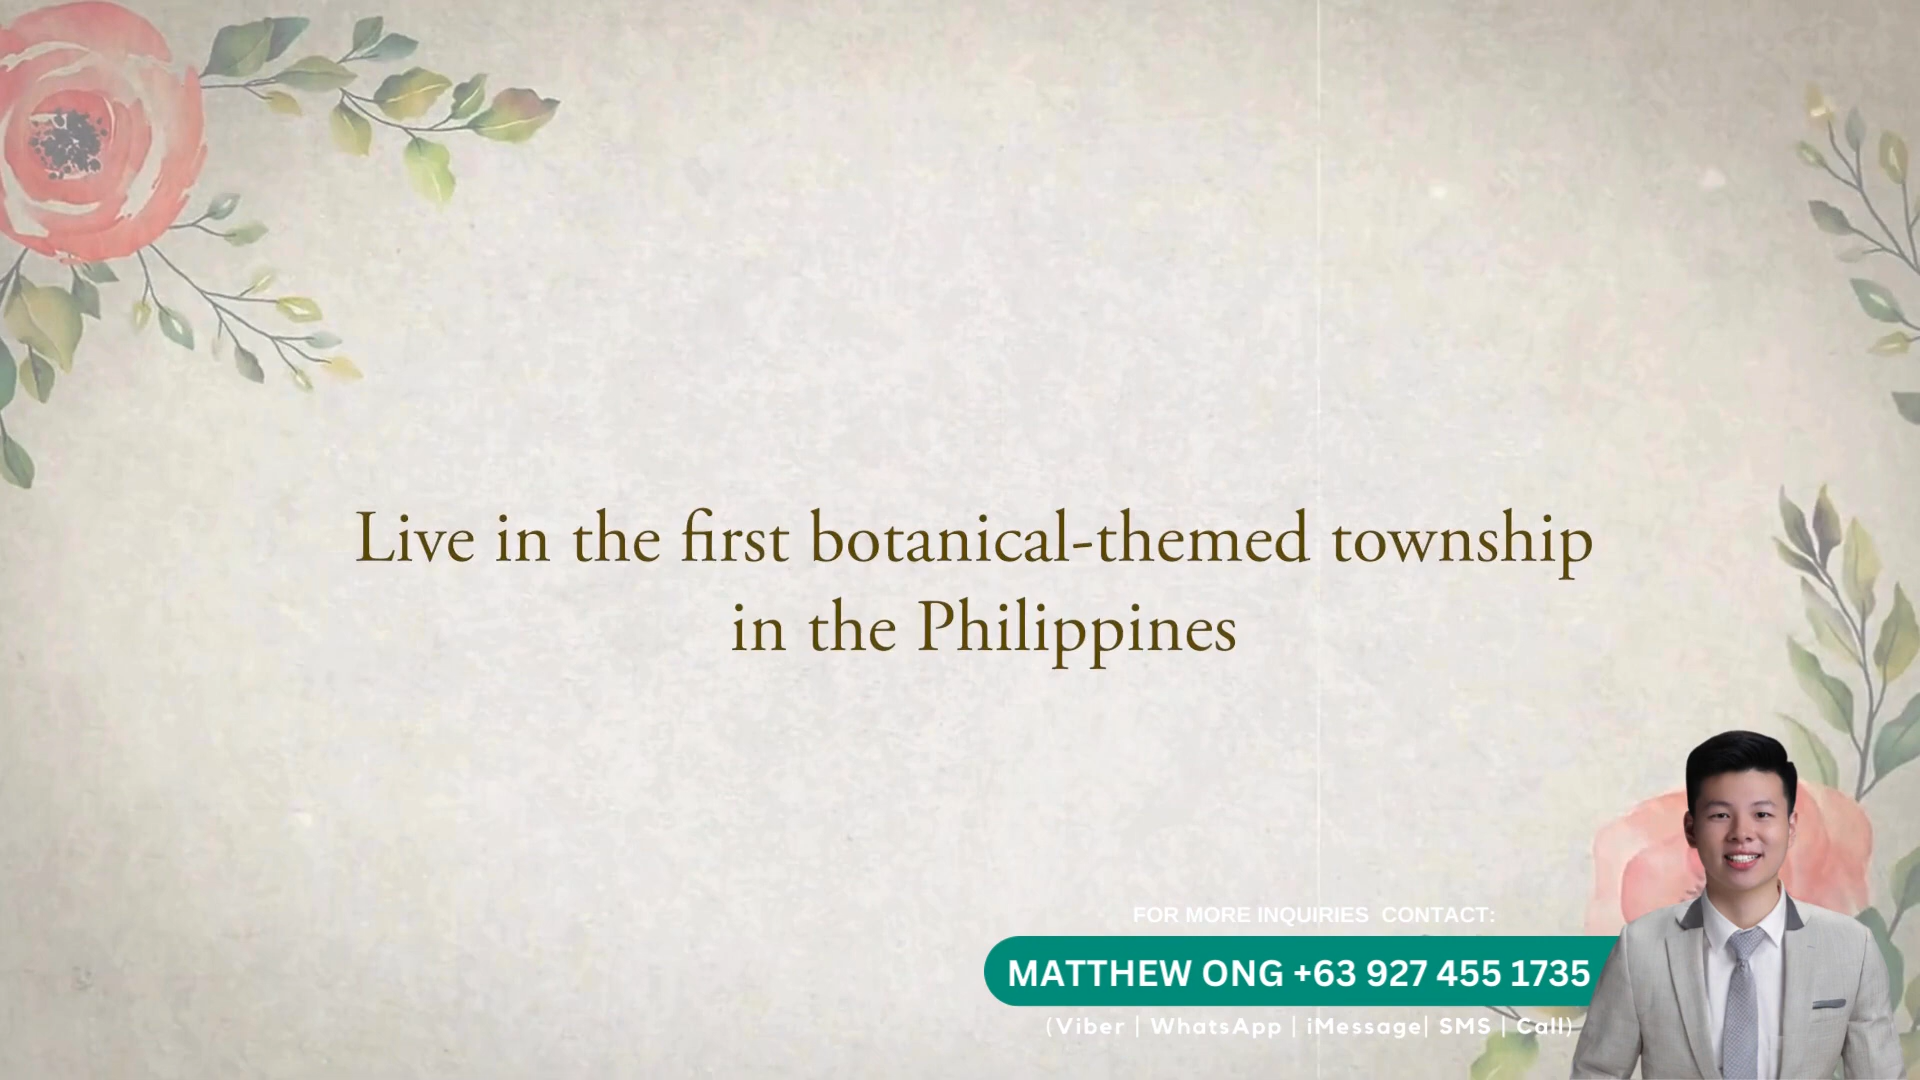 Live in the first botanical-themed township
in the Philippines
FOR MORE INQUIRIES CONTACT:
MATTHEW ONG +63 927 455 1735
(Viber | WhatsApp | iMessage| SMS | Call)